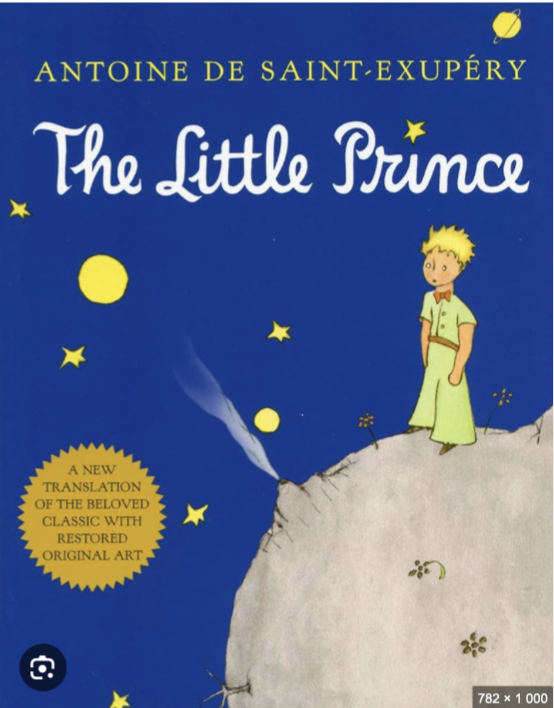 ANTOINE DE SAINT-EXUPÉRY
The Little Prince
A NEW
TRANSLATION
OF THE BELOVED
CLASSIC WITH
RESTORED
ORIGINAL ART
782 × 1 000